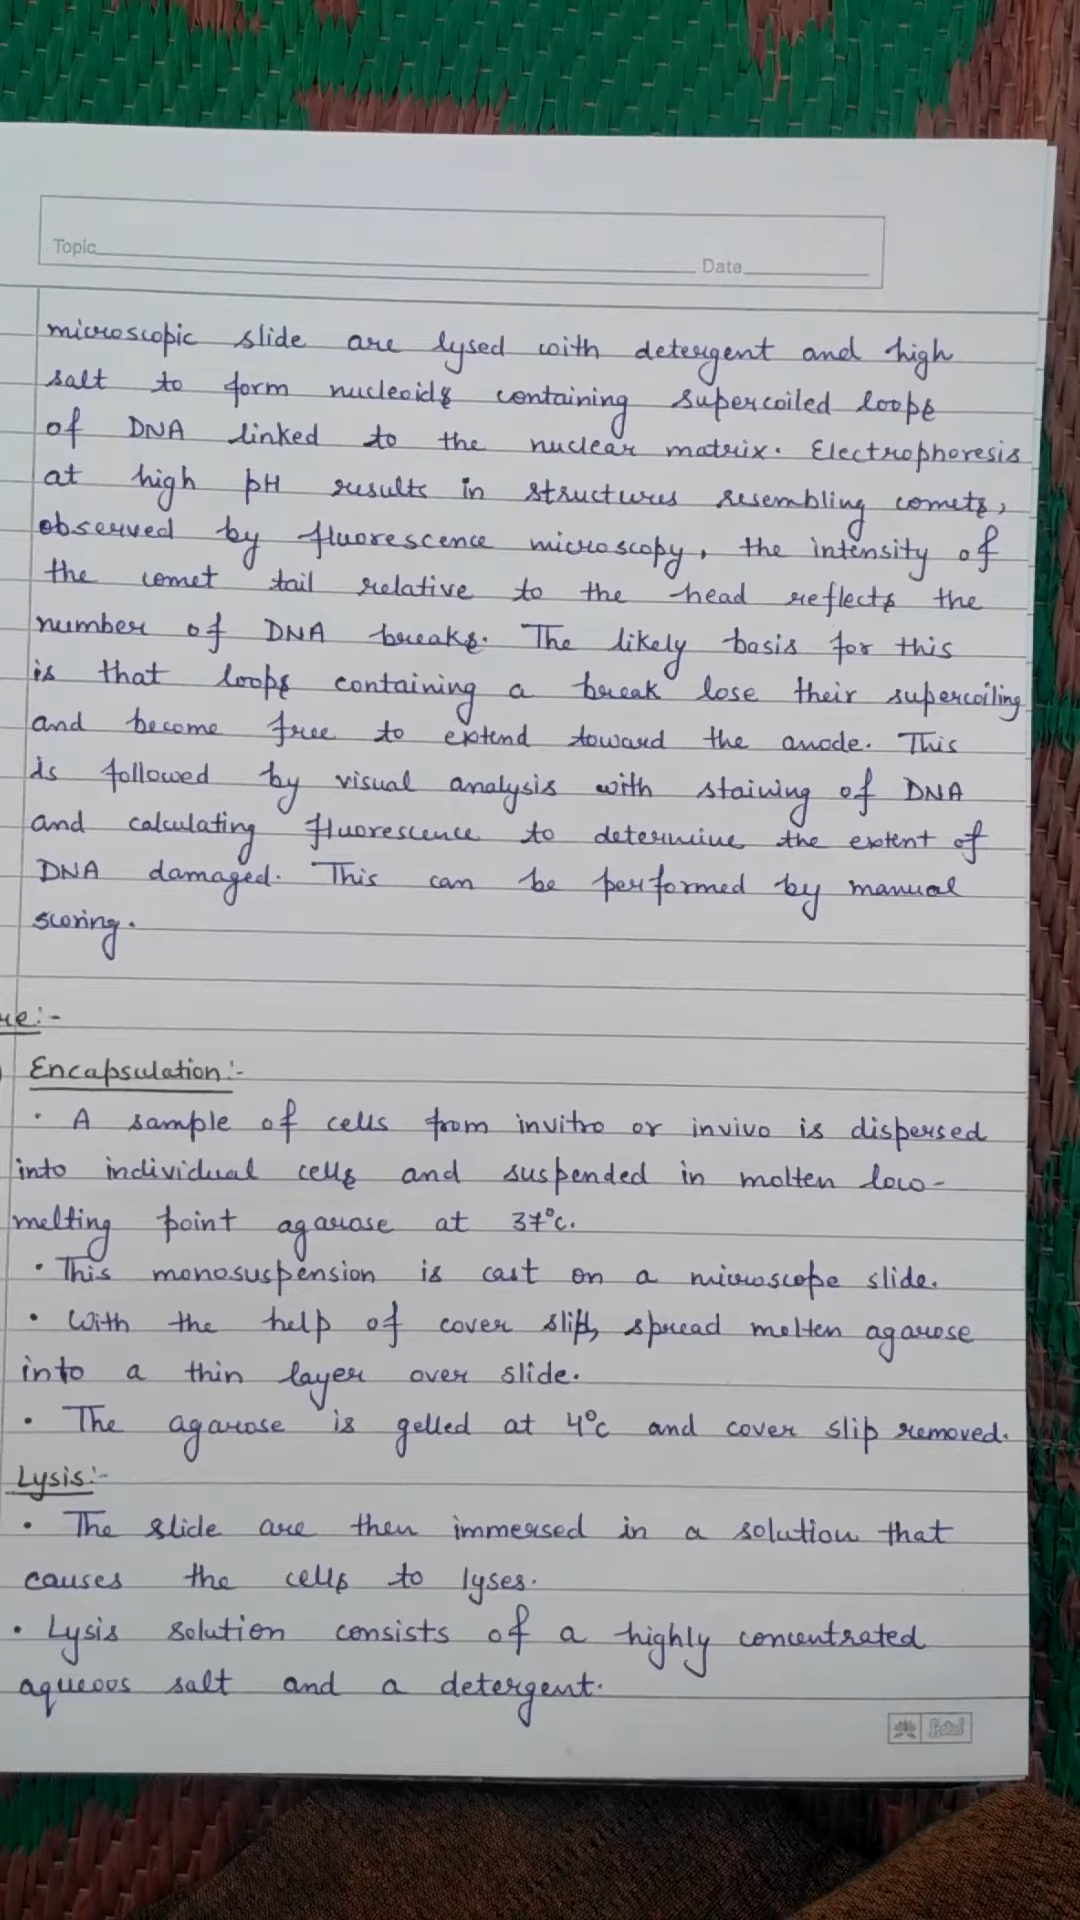 Topic Date
microscopic slide are lysed with detergent and high
salt to form nucleoids containing supercoiled loops
of DNA linked to the nuclear matrix. Electrophoresis
at high pH results in structures resembling comets,
observed by fluorescence microscopy, the intensity of
the comet tail relative to the head reflects the
number of DNA breaks. The likely basis for this
is that loops containing a break lose their supercoiling
and become free to extend toward the anode. This
is followed by visual analysis with staining of DNA
and calculating fluorescence to determine the extent of
DNA damaged. This can be performed by manual
scoring.
re:-
Encapsulation:-
• A sample of cells from invitro or invivo is dispersed
into individual cells and suspended in molten low-
melting point agarose at 37°c.
• This monosuspension is cast on a microscope slide.
• With the help of cover slip, spread molten agarose
into a thin layer over slide.
• The agarose is gelled at 4°c and cover slip removed.
Lysis:-
• The slide are then immersed in a solution that
causes the cells to lyses.
• Lysis solution consists of a highly concentrated
aqueous salt and a detergent.